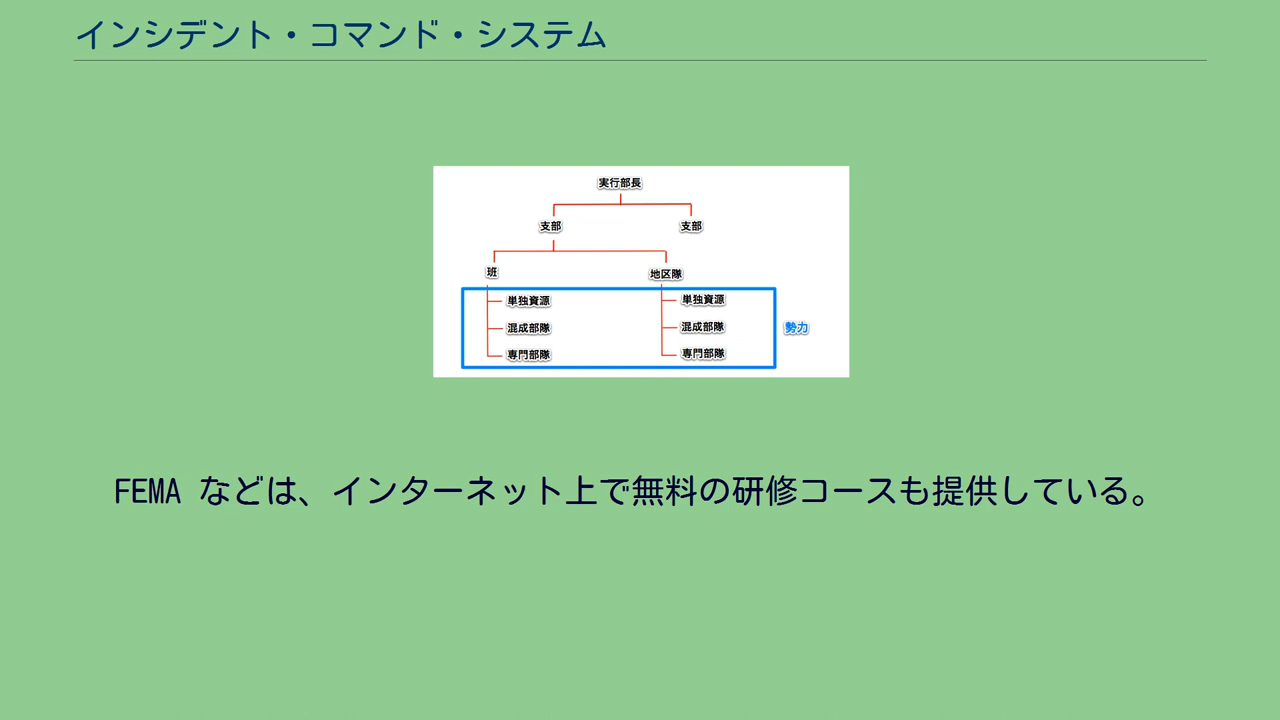 インシデント・コマンド・システム
実行部長
支部 支部
班 地区隊
単独資源 単独資源
混成部隊 混成部隊 勢力
専門部隊 専門部隊
FEMA などは、インターネット上で無料の研修コースも提供している。